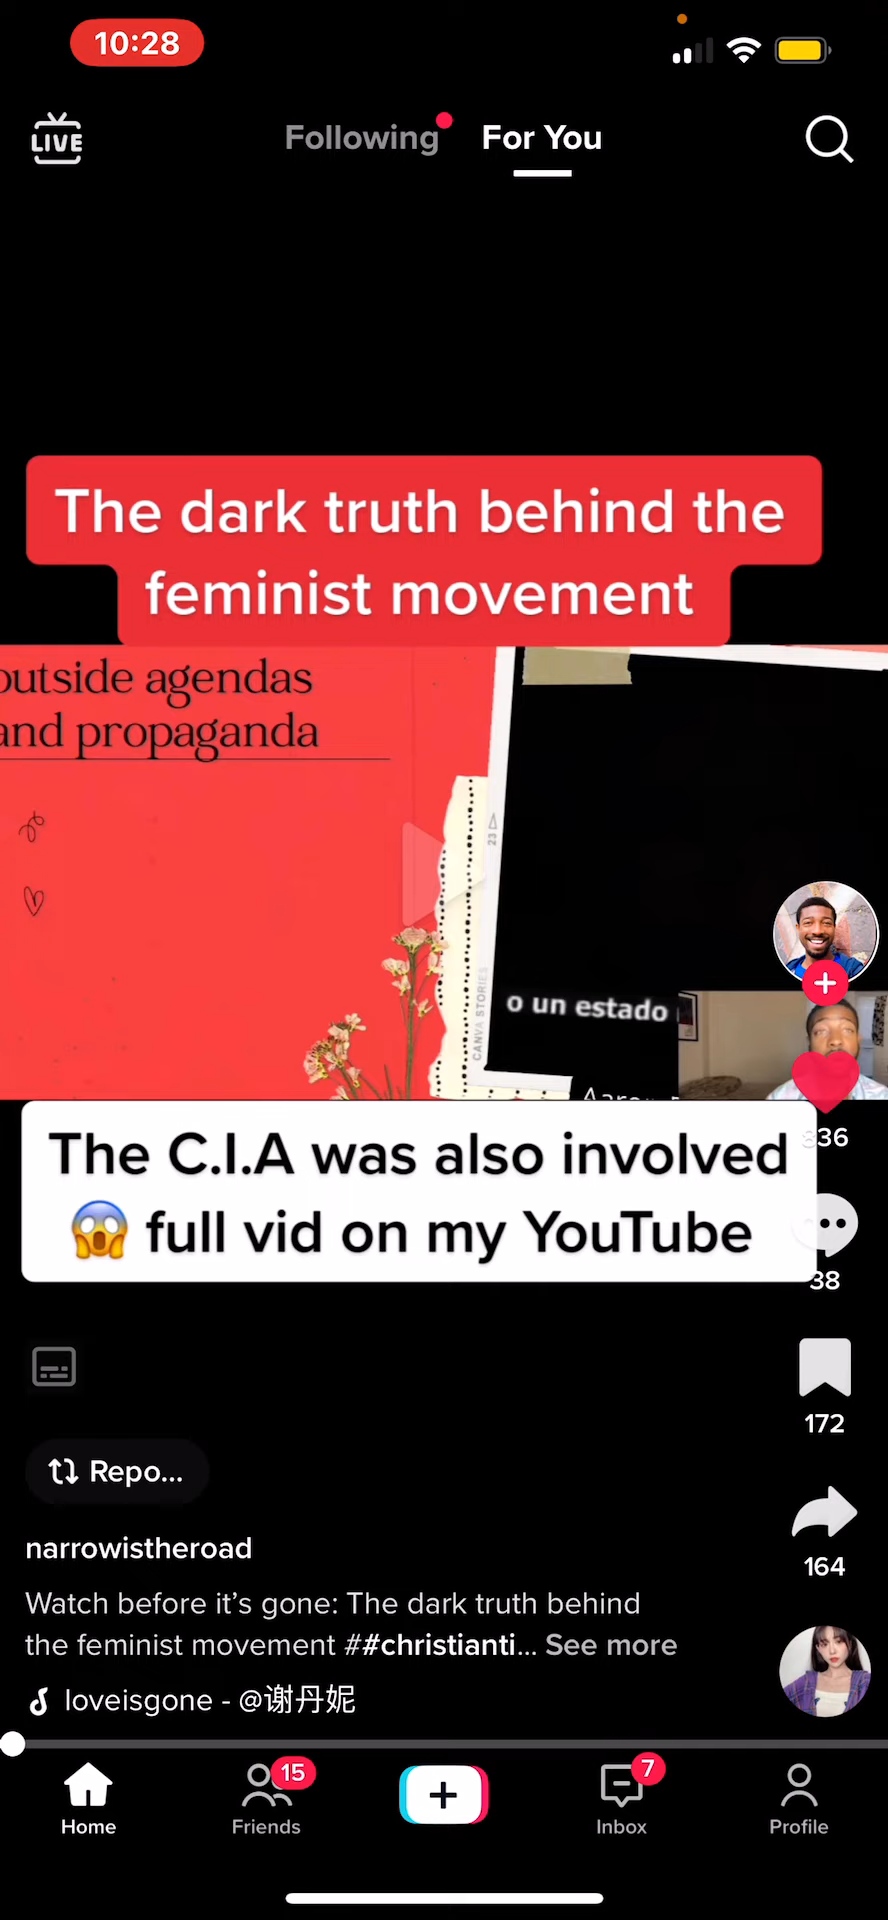 10:28
LIVE
Following
For You
The dark truth behind the
feminist movement
outside agendas
and propaganda
23
CANVA STORIES
o un estado
The C.I.A was also involved
😱 full vid on my YouTube
836
38
172
Repo...
164
narrowistheroad
Watch before it’s gone: The dark truth behind
the feminist movement ##christianti... See more
loveisgone - @谢丹妮
15
7
Home
Friends
Inbox
Profile